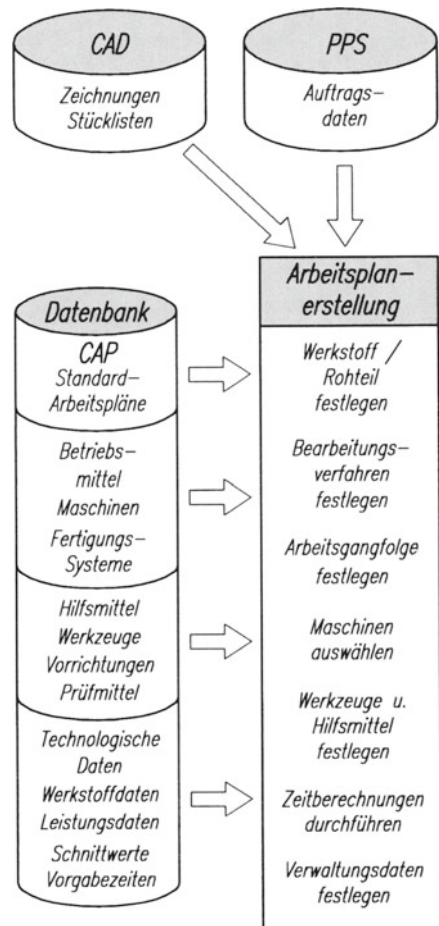 CAD
Zeichnungen
Stücklisten
PPS
Auftrags-
daten
Datenbank
CAP
Standard-
Arbeitspläne
Betriebs-
mittel
Maschinen
Fertigungs-
Systeme
Hilfsmittel
Werkzeuge
Vorrichtungen
Prüfmittel
Technologische
Daten
Werkstoffdaten
Leistungsdaten
Schnittwerte
Vorgabezeiten
Arbeitsplan-
erstellung
Werkstoff /
Rohteil
festlegen
Bearbeitungs-
verfahren
festlegen
Arbeitsgangfolge
festlegen
Maschinen
auswählen
Werkzeuge u.
Hilfsmittel
festlegen
Zeitberechnungen
durchführen
Verwaltungsdaten
festlegen